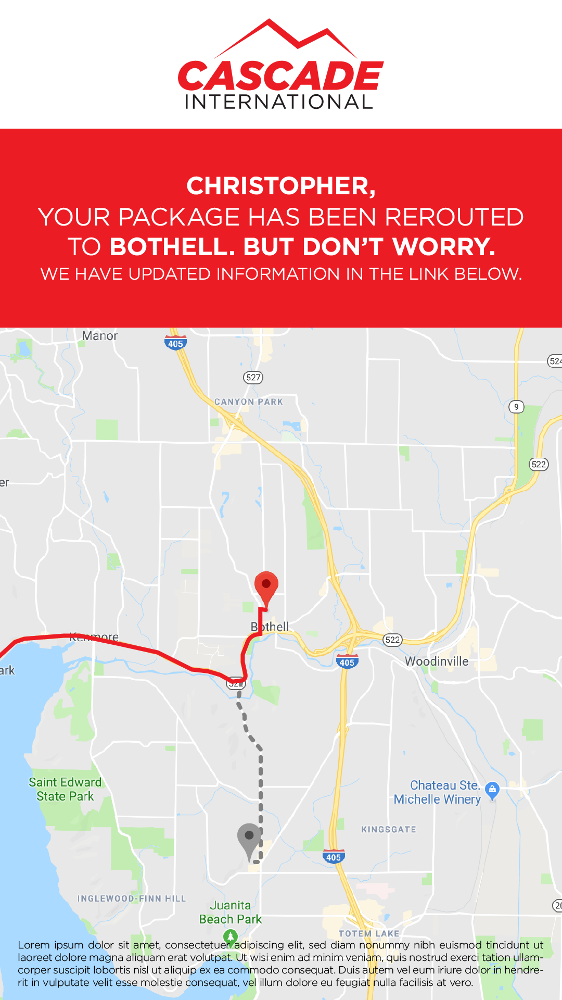 CASCADE
INTERNATIONAL
CHRISTOPHER,
YOUR PACKAGE HAS BEEN REROUTED
TO BOTHELL. BUT DON'T WORRY.
WE HAVE UPDATED INFORMATION IN THE LINK BELOW.
Manor
405
527
524
CANYON PARK
9
522
er
Bothell
Kenmore
522
405
Woodinville
ark
Saint Edward
State Park
Chateau Ste.
Michelle Winery
KINGSGATE
405
INGLEWOOD-FINN HILL
Juanita
Beach Park
20
TOTEM LAKE
Lorem ipsum dolor sit amet, consectetuer adipiscing elit, sed diam nonummy nibh euismod tincidunt ut
laoreet dolore magna aliquam erat volutpat. Ut wisi enim ad minim veniam, quis nostrud exerci tation ullam-
corper suscipit lobortis nisl ut aliquip ex ea commodo consequat. Duis autem vel eum iriure dolor in hendre-
rit in vulputate velit esse molestie consequat, vel illum dolore eu feugiat nulla facilisis at vero.